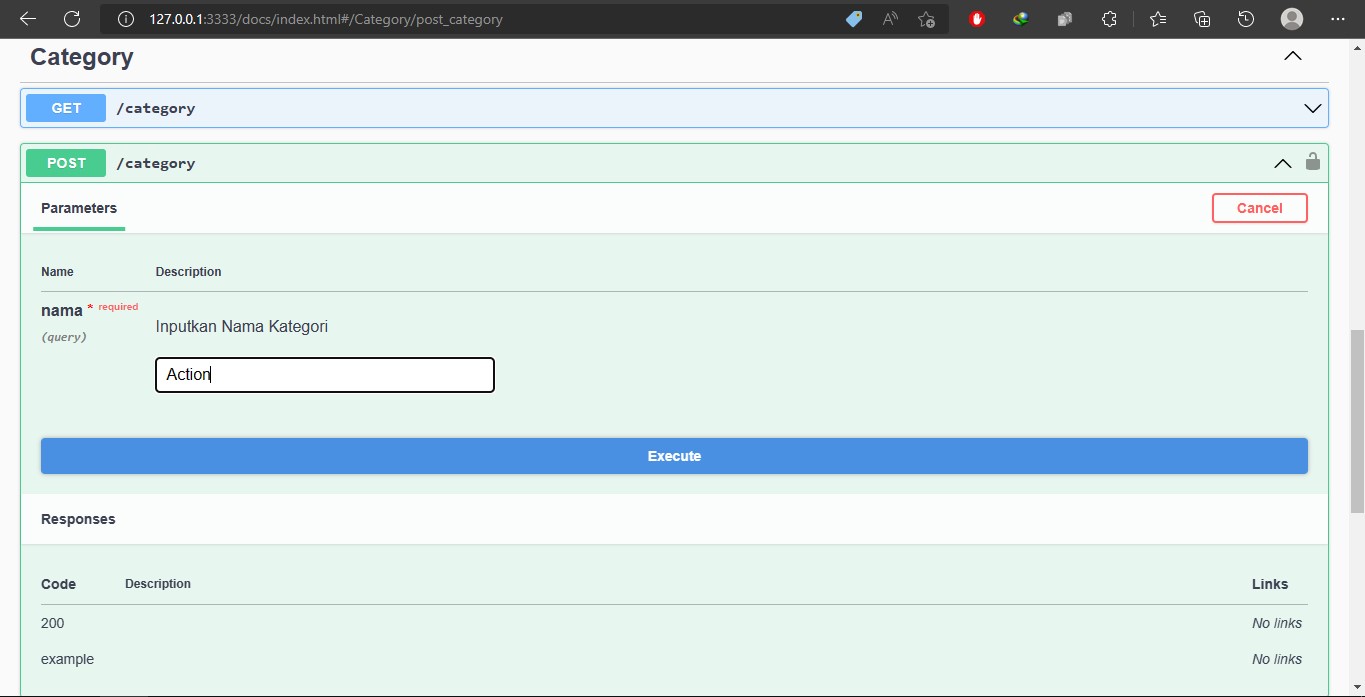 127.0.0.1:3333/docs/index.html#/Category/post_category
Category
GET /category
POST /category
Parameters Cancel
Name Description
nama * required
Inputkan Nama Kategori
(query)
Action
Execute
Responses
Code Description Links
200 No links
example No links